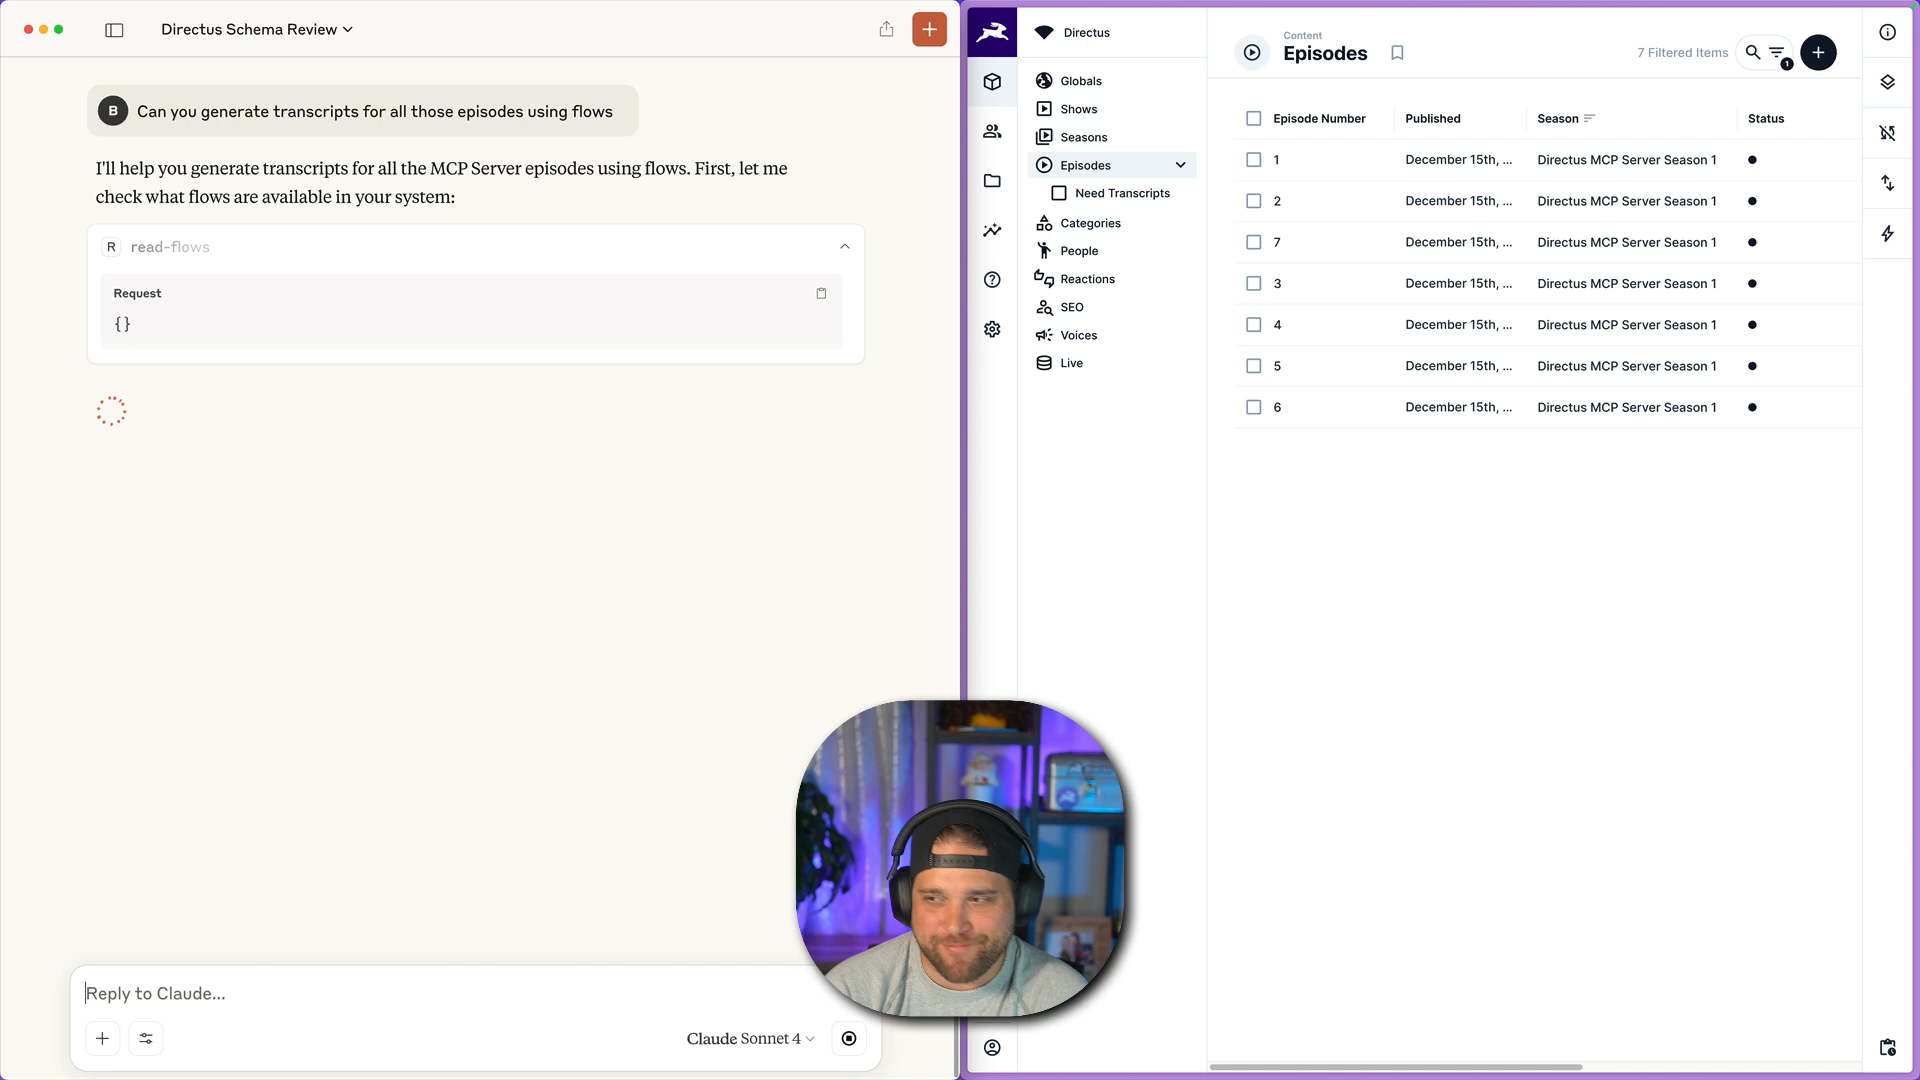 Directus Schema Review
B
Can you generate transcripts for all those episodes using flows
I'll help you generate transcripts for all the MCP Server episodes using flows. First, let me
check what flows are available in your system:
R read-flows
Request
{}
Reply to Claude...
Claude Sonnet 4
Directus
Globals
Shows
Seasons
Episodes
Need Transcripts
Categories
People
Reactions
SEO
Voices
Live
Content
Episodes
7 Filtered Items
1
Episode Number Published Season Status
1 December 15th, ... Directus MCP Server Season 1
2 December 15th, ... Directus MCP Server Season 1
7 December 15th, ... Directus MCP Server Season 1
3 December 15th, ... Directus MCP Server Season 1
4 December 15th, ... Directus MCP Server Season 1
5 December 15th, ... Directus MCP Server Season 1
6 December 15th, ... Directus MCP Server Season 1